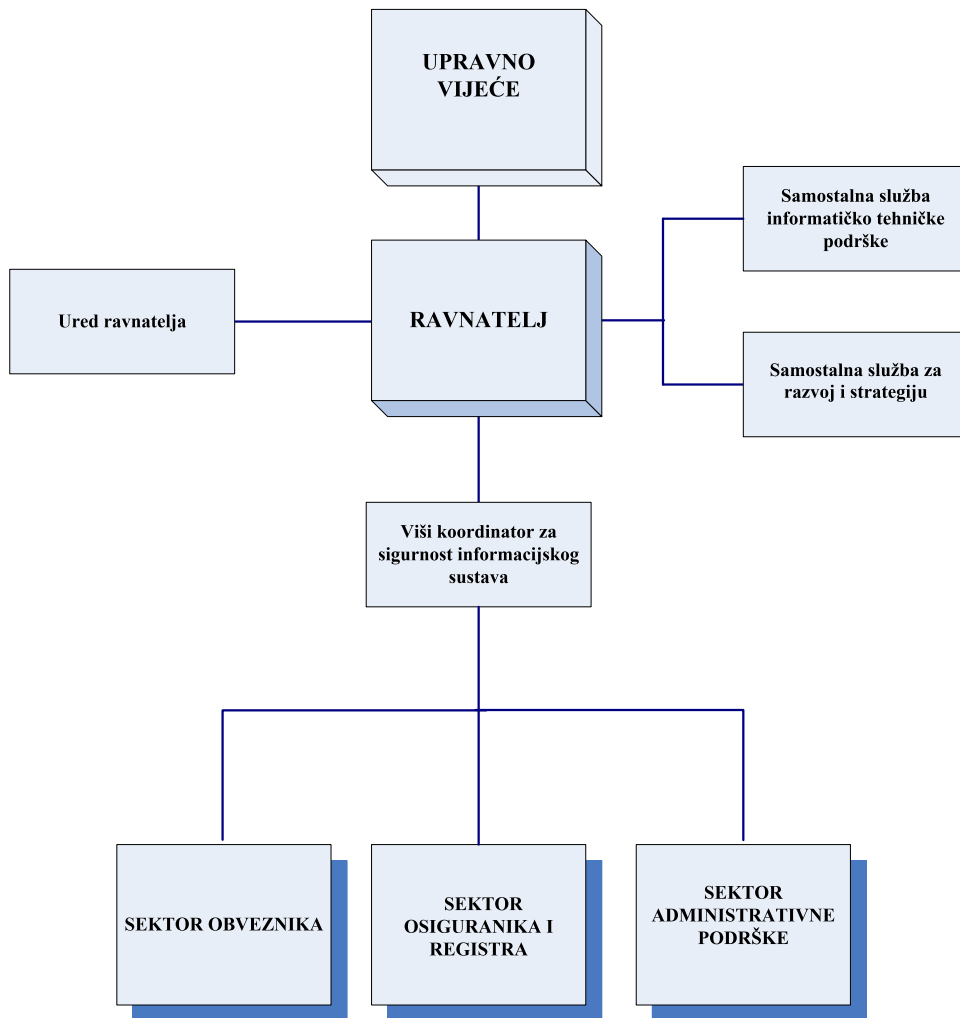 UPRAVNO
VIJEĆE
Samostalna služba
informatičko tehničke
podrške
Ured ravnatelja
RAVNATELJ
Samostalna služba za
razvoj i strategiju
Viši koordinator za
sigurnost informacijskog
sustava
SEKTOR OBVEZNIKA
SEKTOR
OSIGURANIKA I
REGISTRA
SEKTOR
ADMINISTRATIVNE
PODRŠKE